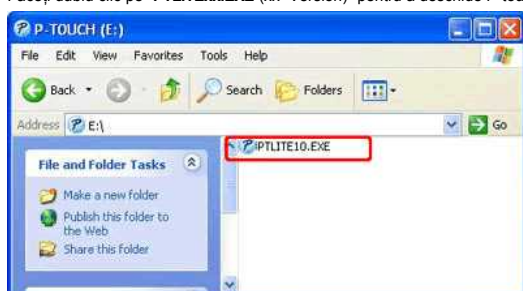 P-TOUCH (E:)
File Edit View Favorites Tools Help
Back Search Folders
Address E:\ Go
File and Folder Tasks
PTLITE10.EXE
Make a new folder
Publish this folder to
the Web
Share this folder